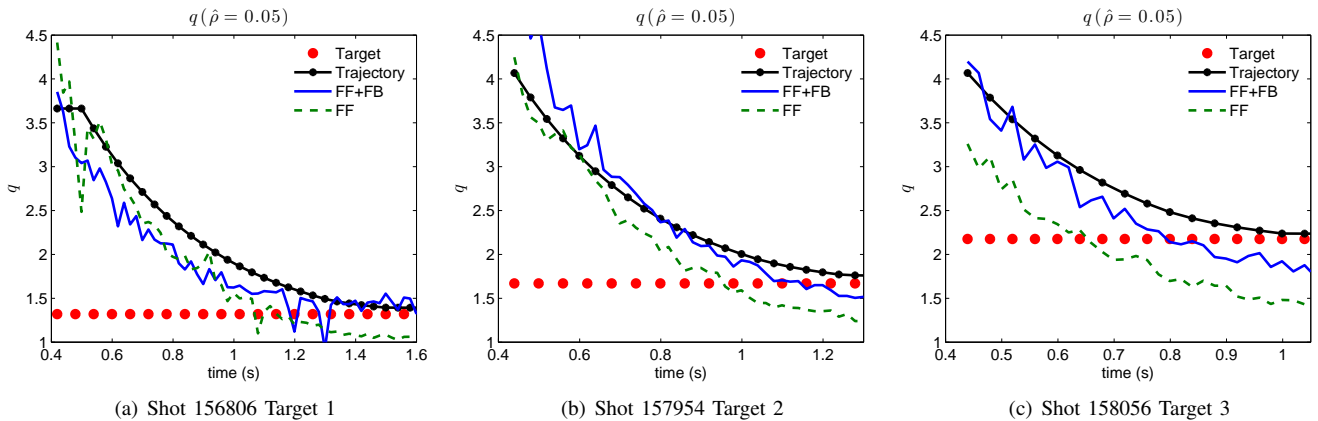 q(ρ̂ = 0.05)
4.5
4
3.5
3
2.5
2
1.5
1
q
Target
Trajectory
FF+FB
FF
0.4 0.6 0.8 1 1.2 1.4 1.6
time (s)
(a) Shot 156806 Target 1
q(ρ̂ = 0.05)
4.5
4
3.5
3
2.5
2
1.5
1
q
Target
Trajectory
FF+FB
FF
0.4 0.6 0.8 1 1.2
time (s)
(b) Shot 157954 Target 2
q(ρ̂ = 0.05)
4.5
4
3.5
3
2.5
2
1.5
1
q
Target
Trajectory
FF+FB
FF
0.4 0.5 0.6 0.7 0.8 0.9 1
time (s)
(c) Shot 158056 Target 3